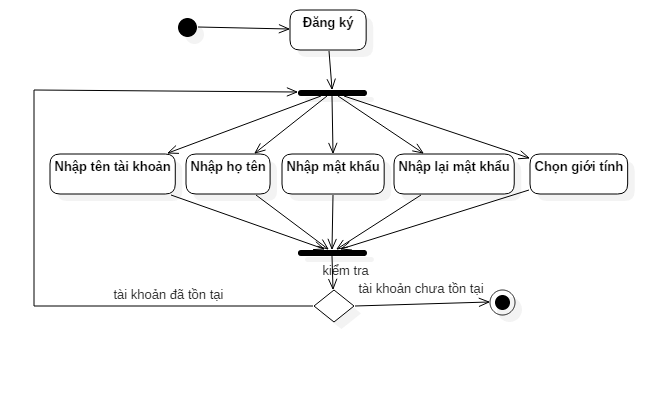 Đăng ký
Nhập tên tài khoản
Nhập họ tên
Nhập mật khẩu
Nhập lại mật khẩu
Chọn giới tính
kiểm tra
tài khoản đã tồn tại
tài khoản chưa tồn tại